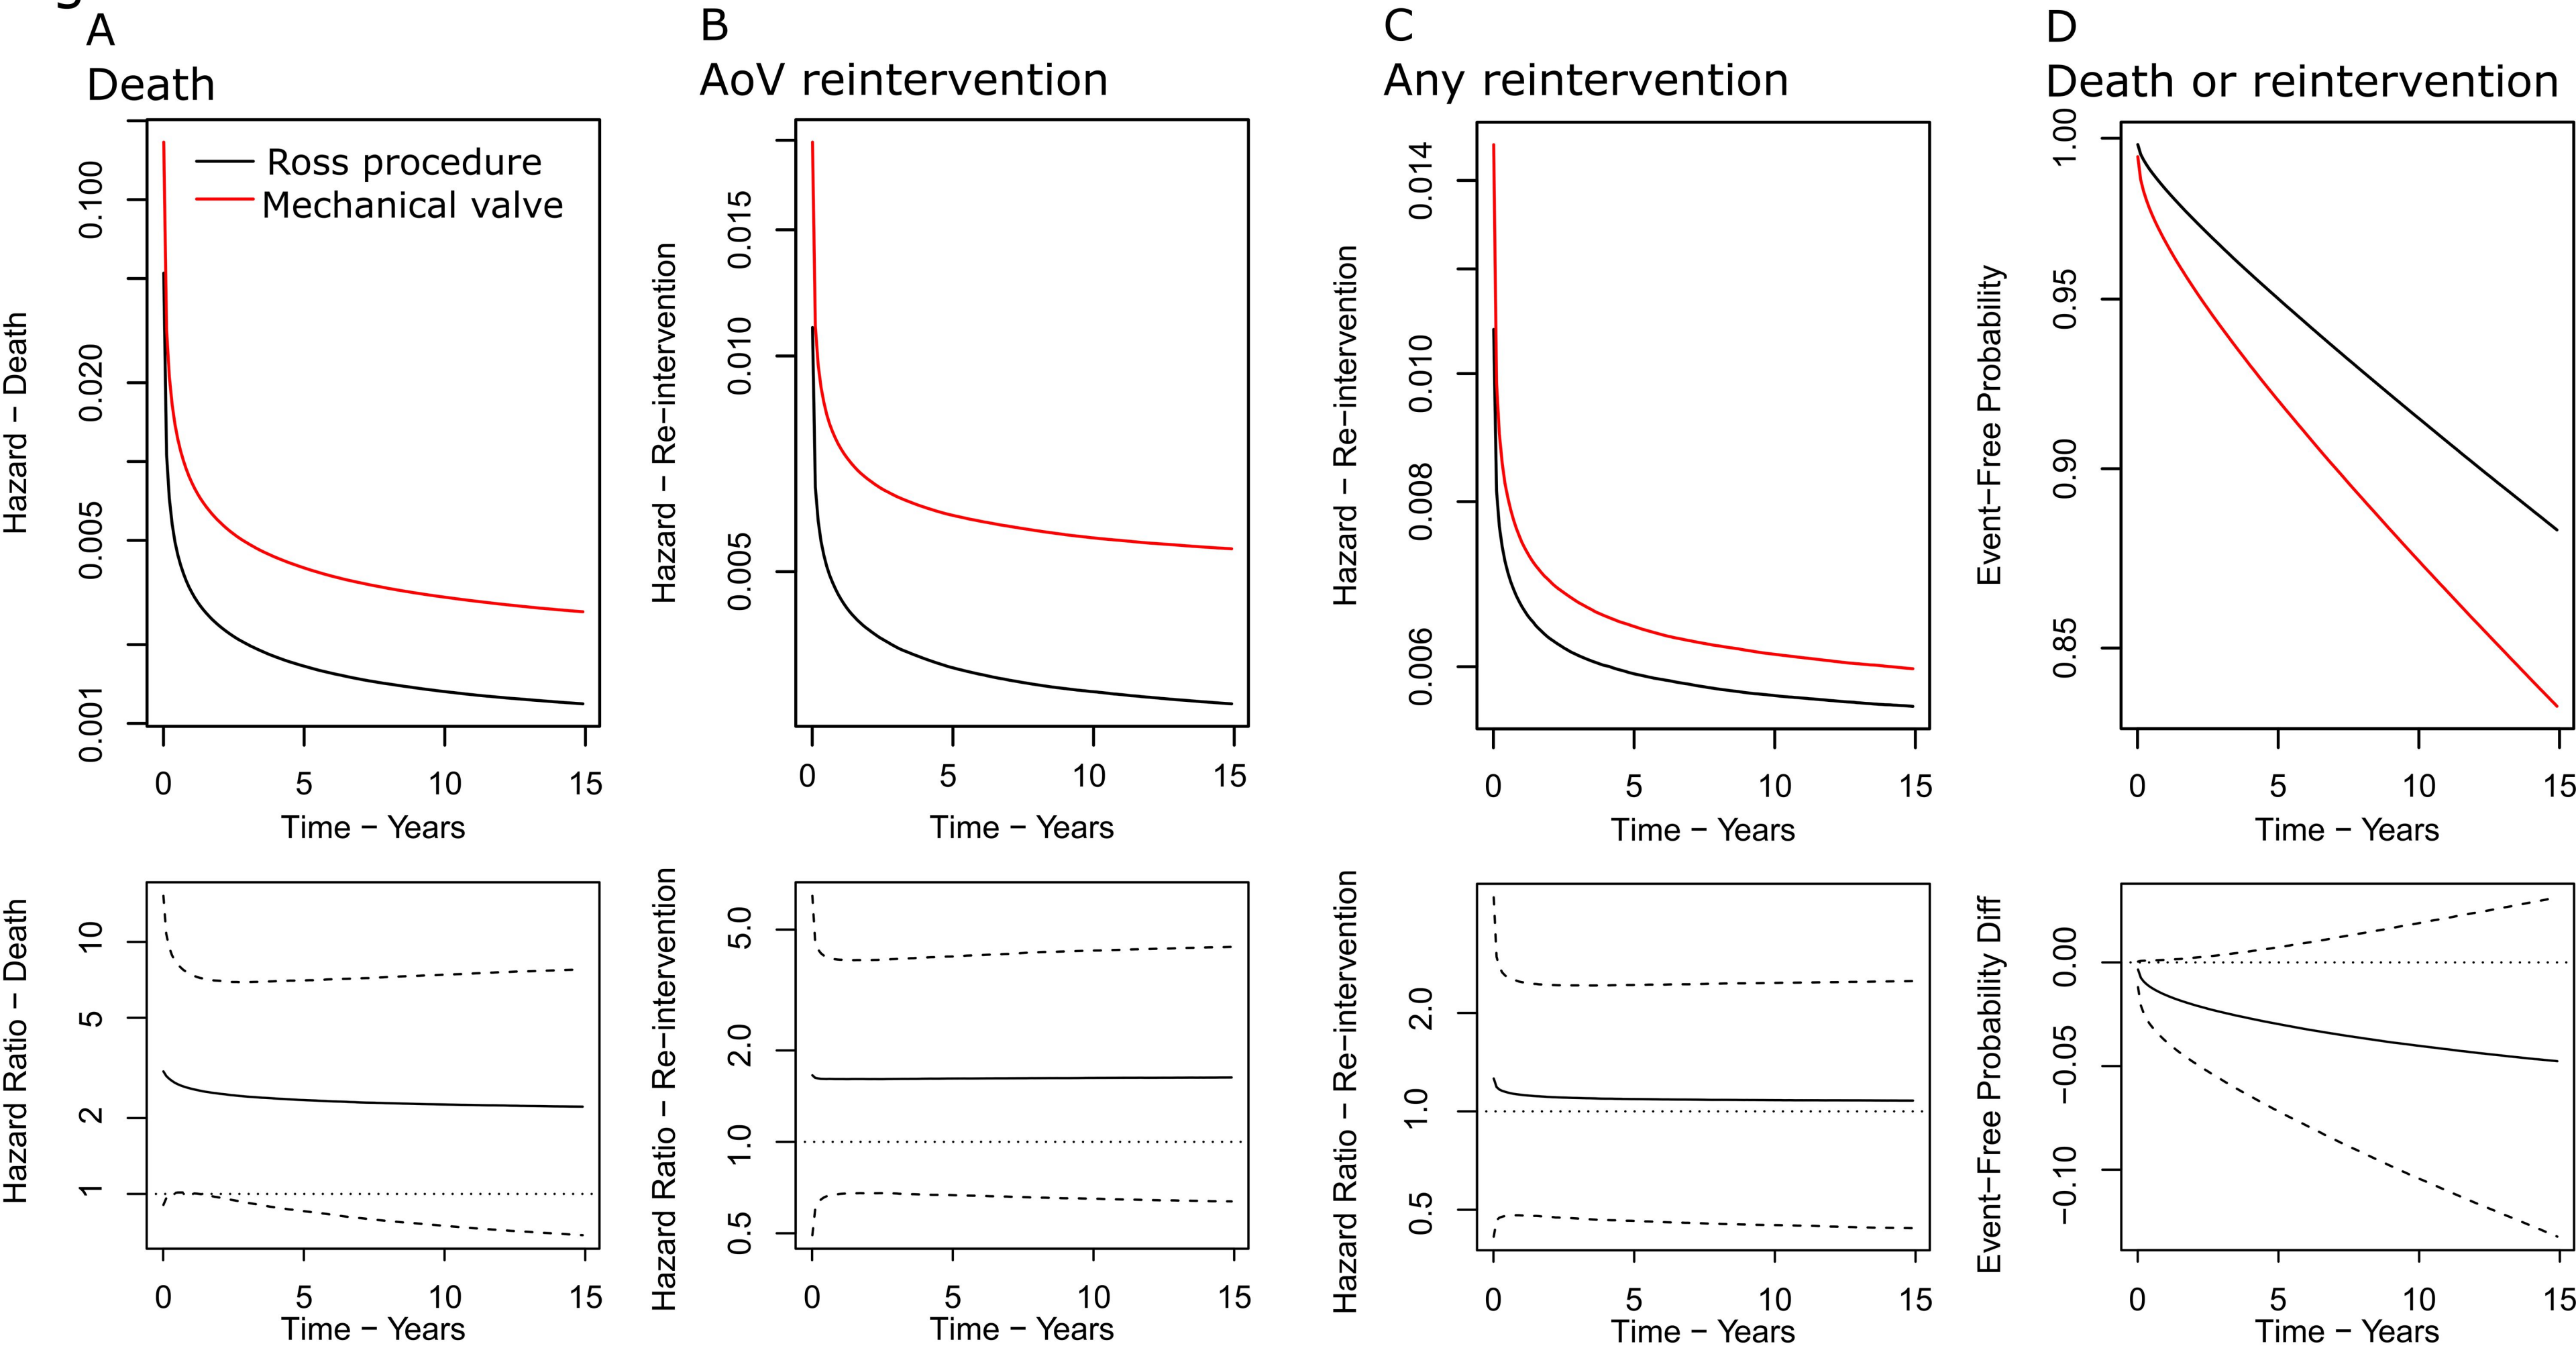 A
Death
Hazard − Death
0.100
0.020
0.005
0.001
Ross procedure
Mechanical valve
0 5 10 15
Time − Years
B
AoV reintervention
Hazard − Re−intervention
0.015
0.010
0.005
0 5 10 15
Time − Years
C
Any reintervention
Hazard − Re−intervention
0.014
0.010
0.008
0.006
0 5 10 15
Time − Years
D
Death or reintervention
Event−Free Probability
1.00
0.95
0.90
0.85
0 5 10 15
Time − Years
Hazard Ratio − Death
10
5
2
1
0 5 10 15
Time − Years
Hazard Ratio − Re−intervention
5.0
2.0
1.0
0.5
0 5 10 15
Time − Years
Hazard Ratio − Re−intervention
2.0
1.0
0.5
0 5 10 15
Time − Years
Event−Free Probability Diff
0.00
−0.05
−0.10
0 5 10 15
Time − Years